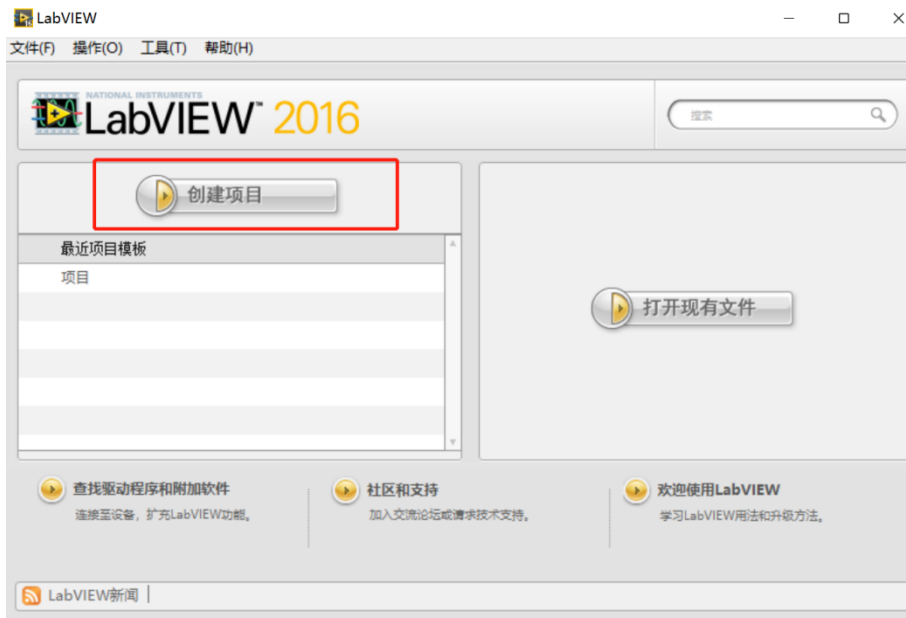 LabVIEW
文件(F) 操作(O) 工具(T) 帮助(H)
NATIONAL INSTRUMENTS
LabVIEW™ 2016
搜索
创建项目
最近项目模板
项目
打开现有文件
查找驱动程序和附加软件
连接至设备，扩充LabVIEW功能。
社区和支持
加入交流论坛或请求技术支持。
欢迎使用LabVIEW
学习LabVIEW用法和升级方法。
LabVIEW新闻